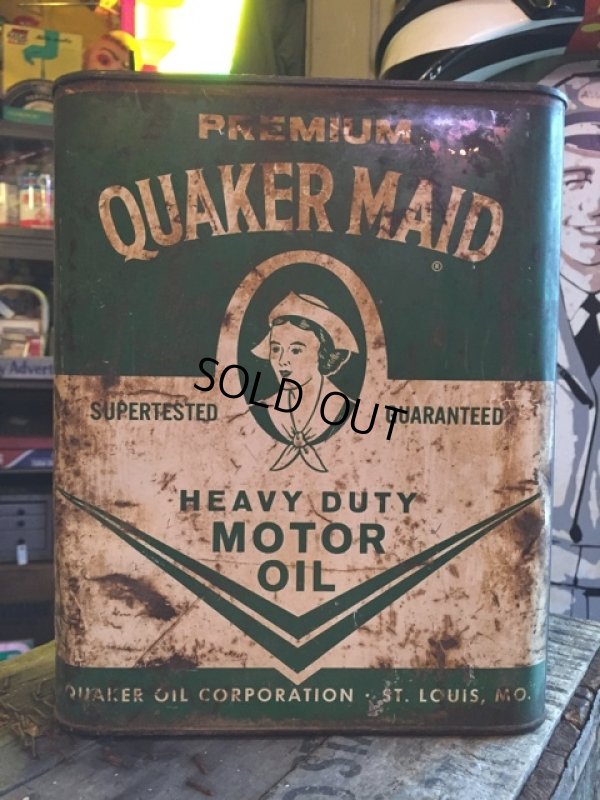 PREMIUM
QUAKER MAID
®
SUPERTESTED
GUARANTEED
SOLD OUT
HEAVY DUTY
MOTOR
OIL
QUAKER OIL CORPORATION · ST. LOUIS, MO.